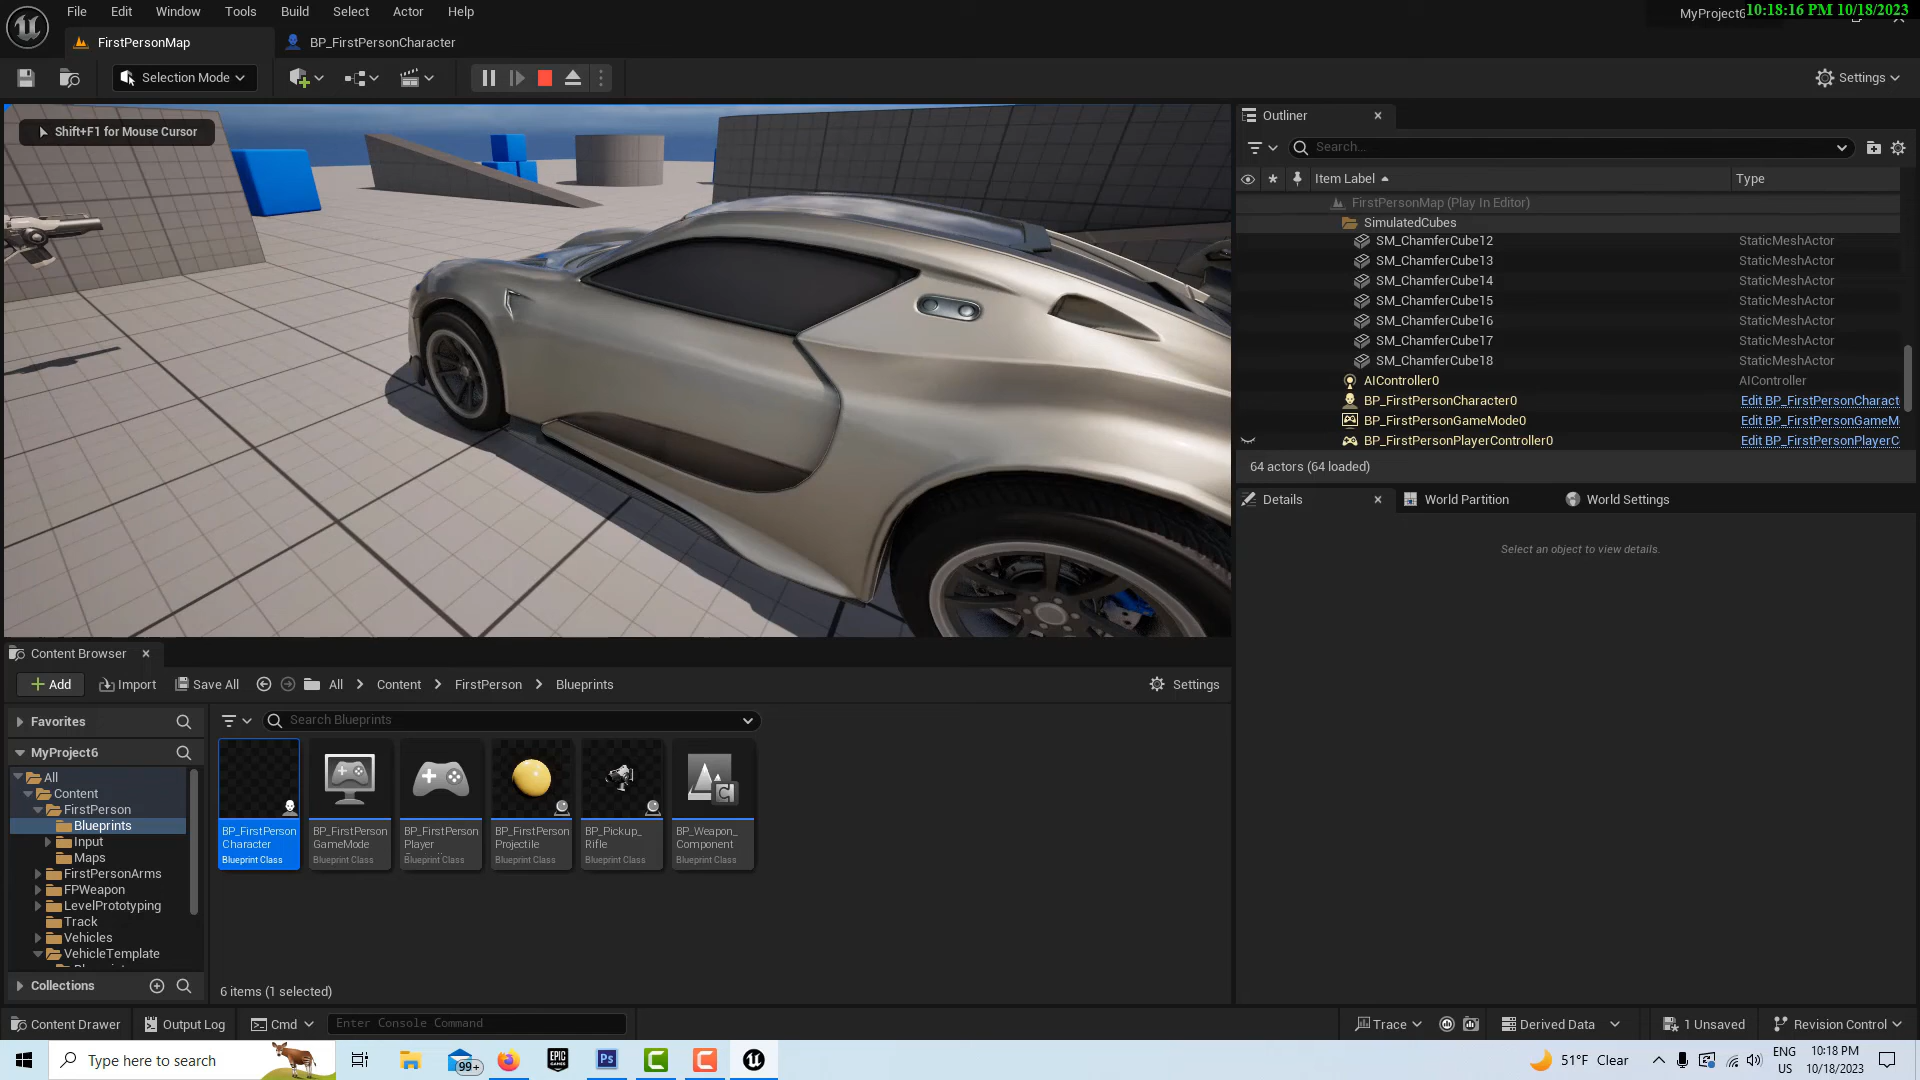 File Edit Window Tools Build Select Actor Help
MyProject6
10:18:16 PM 10/18/2023
FirstPersonMap
BP_FirstPersonCharacter
Selection Mode
Settings
Shift+F1 for Mouse Cursor
Outliner
Search...
Item Label
Type
FirstPersonMap (Play In Editor)
SimulatedCubes
SM_ChamferCube12 StaticMeshActor
SM_ChamferCube13 StaticMeshActor
SM_ChamferCube14 StaticMeshActor
SM_ChamferCube15 StaticMeshActor
SM_ChamferCube16 StaticMeshActor
SM_ChamferCube17 StaticMeshActor
SM_ChamferCube18 StaticMeshActor
AIController0 AIController
BP_FirstPersonCharacter0 Edit BP_FirstPersonCharact
BP_FirstPersonGameMode0 Edit BP_FirstPersonGameM
BP_FirstPersonPlayerController0 Edit BP_FirstPersonPlayerC
64 actors (64 loaded)
Details
World Partition
World Settings
Select an object to view details.
Content Browser
Add
Import
Save All
All
Content
FirstPerson
Blueprints
Settings
Favorites
Search Blueprints
MyProject6
All
Content
FirstPerson
Blueprints
Input
Maps
FirstPersonArms
FPWeapon
LevelPrototyping
Track
Vehicles
VehicleTemplate
Collections
BP_FirstPerson
Character
Blueprint Class
BP_FirstPerson
GameMode
Blueprint Class
BP_FirstPerson
Player
Blueprint Class
BP_FirstPerson
Projectile
Blueprint Class
BP_Pickup_
Rifle
Blueprint Class
BP_Weapon_
Component
Blueprint Class
6 items (1 selected)
Content Drawer
Output Log
Cmd
Enter Console Command
Trace
Derived Data
1 Unsaved
Revision Control
Type here to search
99+
EPIC
GAMES
Ps
51°F Clear
ENG
US
10:18 PM
10/18/2023